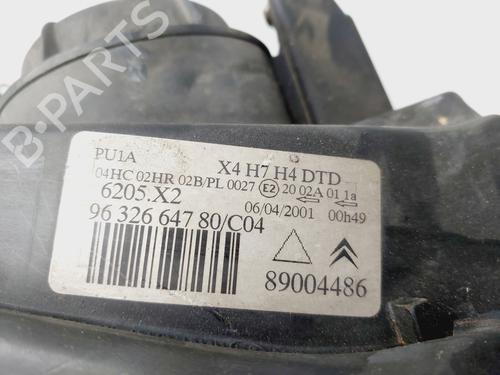 B-PARTS
PU1A X4 H7 H4 DTD
04HC 02HR 02B/PL 0027 E2 20 02A 01 1a
6205.X2 06/04/2001 00h49
96 326 647 80/C04
89004486